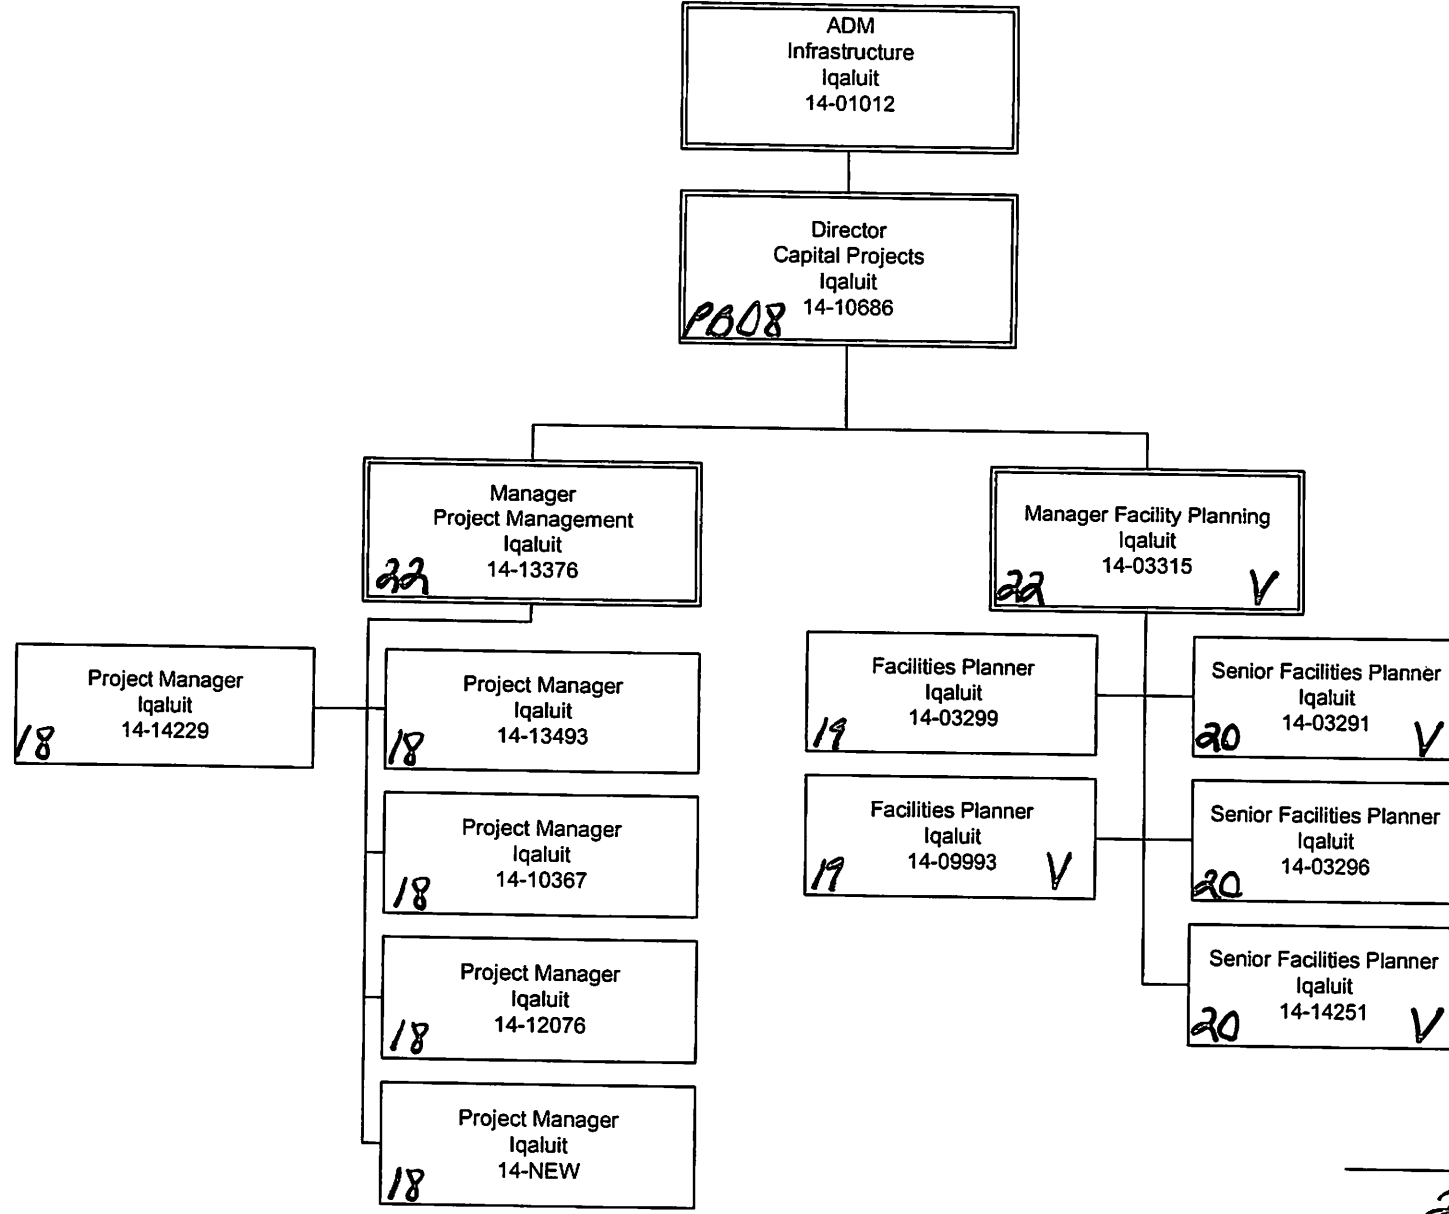 ADM
Infrastructure
Iqaluit
14-01012
Director
Capital Projects
Iqaluit
14-10686
PB08
Manager
Project Management
Iqaluit
14-13376
22
Manager Facility Planning
Iqaluit
14-03315
22 V
Project Manager
Iqaluit
14-14229
18
Project Manager
Iqaluit
14-13493
18
Project Manager
Iqaluit
14-10367
18
Project Manager
Iqaluit
14-12076
18
Project Manager
Iqaluit
14-NEW
18
Facilities Planner
Iqaluit
14-03299
19
Facilities Planner
Iqaluit
14-09993
19 V
Senior Facilities Planner
Iqaluit
14-03291
20 V
Senior Facilities Planner
Iqaluit
14-03296
20
Senior Facilities Planner
Iqaluit
14-14251
20 V